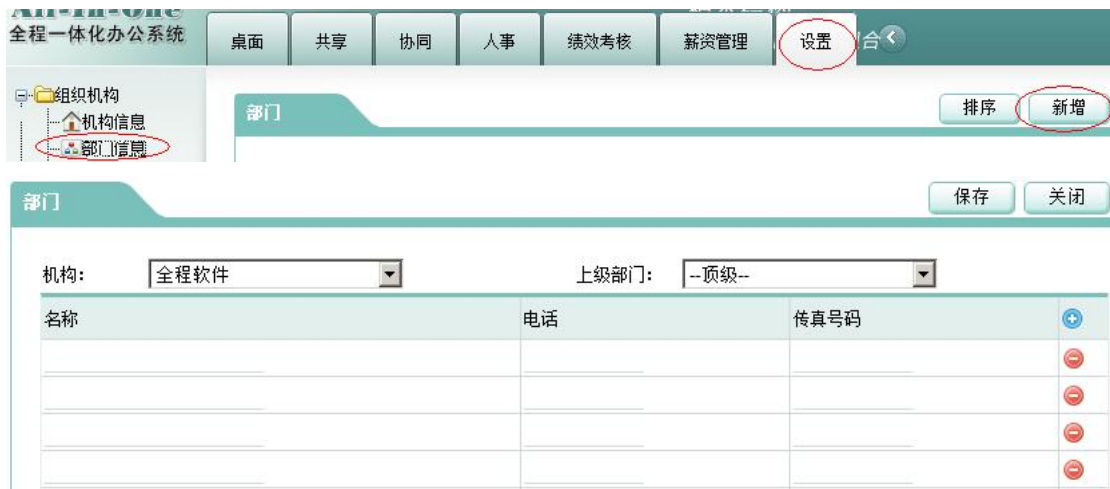 全程一体化办公系统
桌面 共享 协同 人事 绩效考核 薪资管理 设置
组织机构
机构信息
部门信息
部门 排序 新增
部门 保存 关闭
机构： 全程软件 上级部门： --顶级--
名称 电话 传真号码